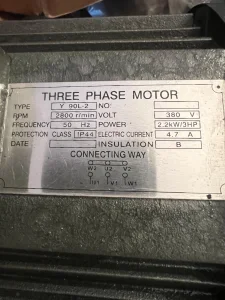 THREE PHASE MOTOR
TYPE Y 90L-2 NO:
RPM 2800 r/min VOLT 380 V
FREQUENCY 50 Hz POWER 2.2kW/3HP
PROTECTION CLASS IP44 ELECTRIC CURRENT 4.7 A
DATE INSULATION B
CONNECTING WAY
W2 U2 V2
U1 V1 W1